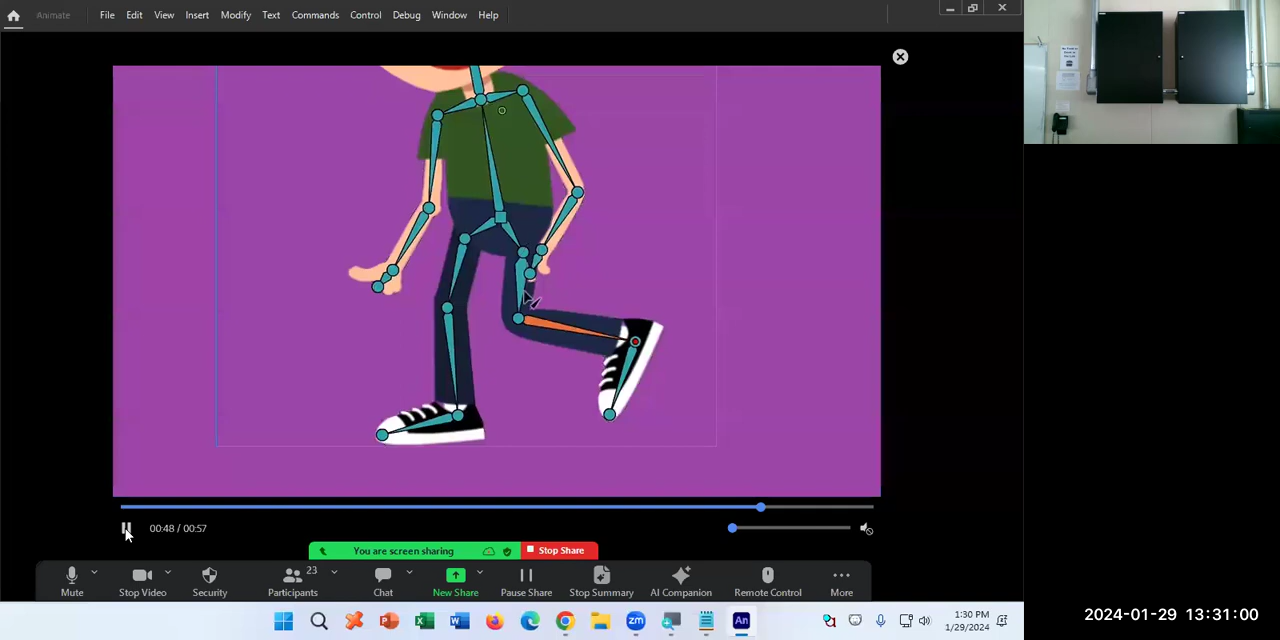 Animate File Edit View Insert Modify Text Commands Control Debug Window Help
00:48 / 00:57
You are screen sharing Stop Share
23
Mute Stop Video Security Participants Chat New Share Pause Share Stop Summary AI Companion Remote Control More
zm An
1:30 PM
1/29/2024
2024-01-29 13:31:00